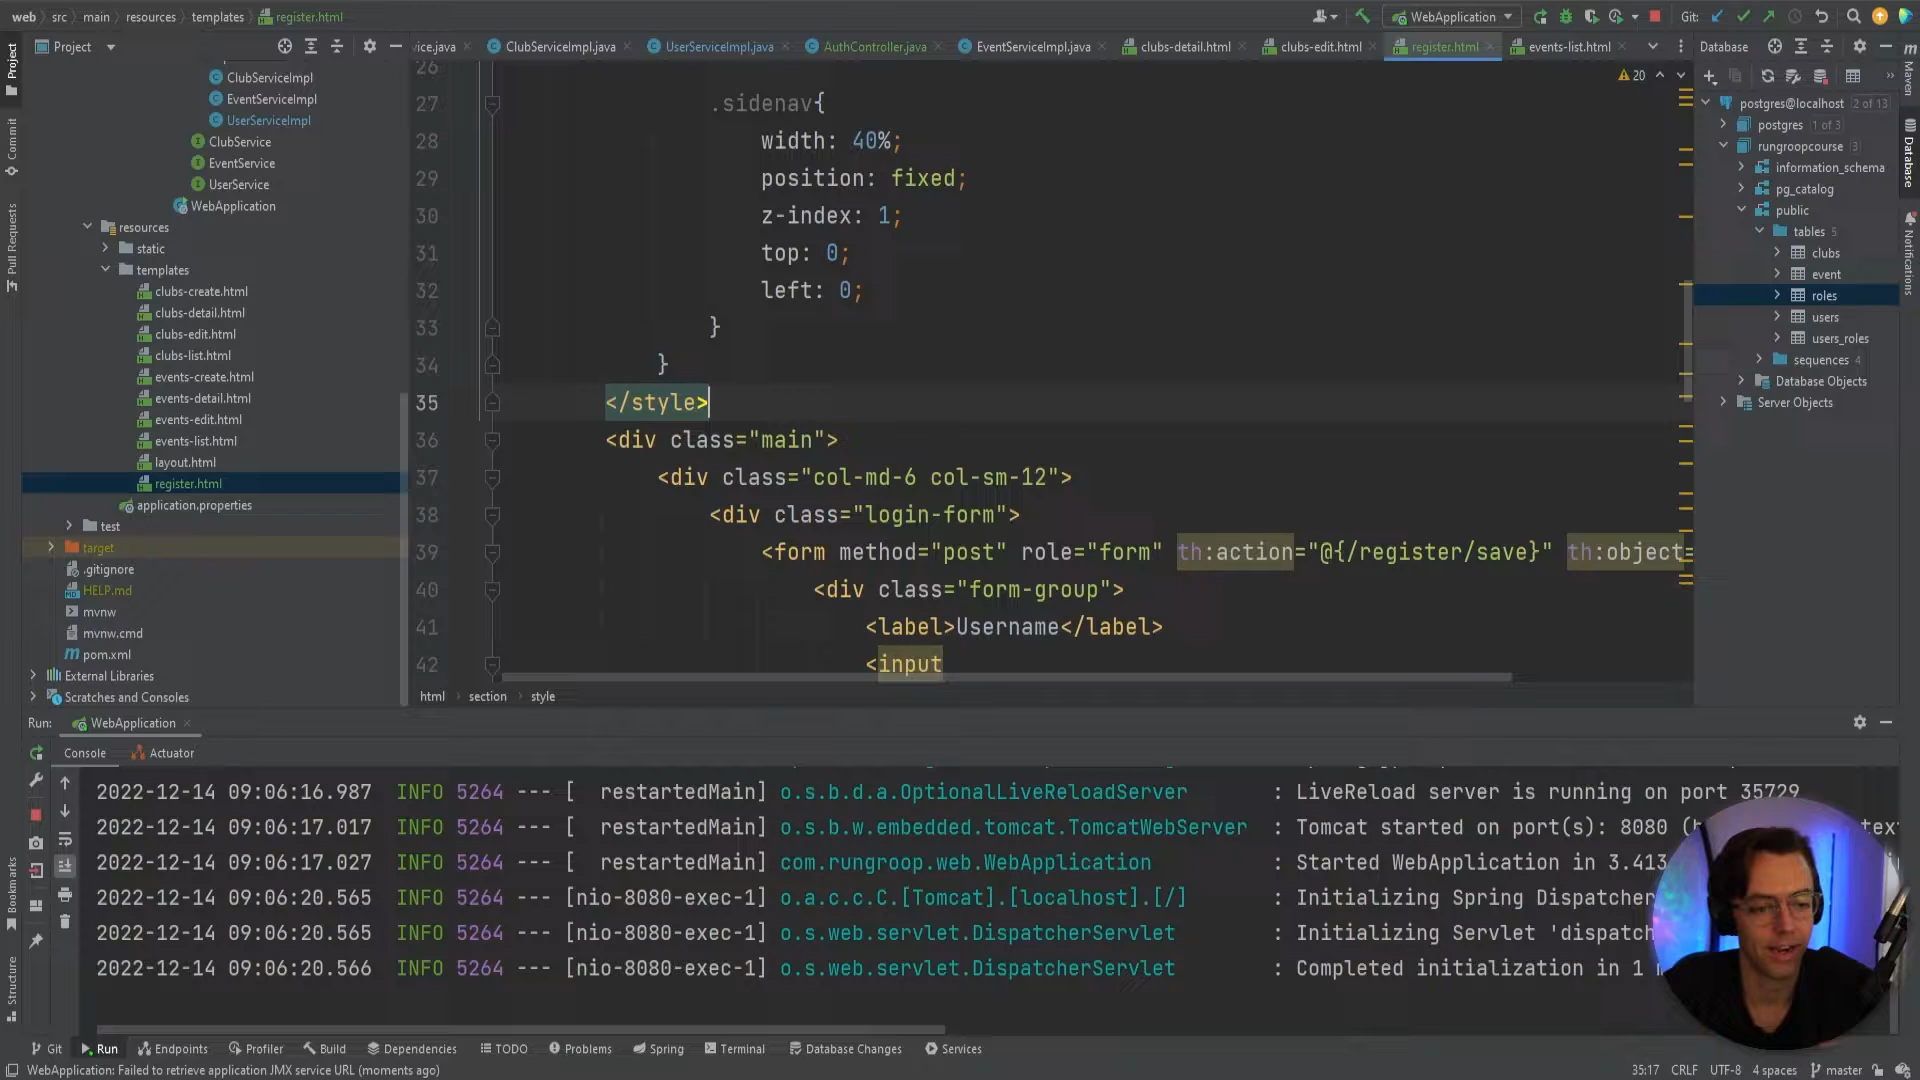 web > src > main > resources > templates > register.html
WebApplication
Git:
Project
vice.java
ClubServiceImpl.java
UserServiceImpl.java
AuthController.java
EventServiceImpl.java
clubs-detail.html
clubs-edit.html
register.html
events-list.html
Database
ClubServiceImpl
EventServiceImpl
UserServiceImpl
ClubService
EventService
UserService
WebApplication
resources
static
templates
clubs-create.html
clubs-detail.html
clubs-edit.html
clubs-list.html
events-create.html
events-detail.html
events-edit.html
events-list.html
layout.html
register.html
application.properties
test
target
.gitignore
HELP.md
mvnw
mvnw.cmd
pom.xml
External Libraries
Scratches and Consoles
26
27 .sidenav{
28 width: 40%;
29 position: fixed;
30 z-index: 1;
31 top: 0;
32 left: 0;
33 }
34 }
35 </style>
36 <div class="main">
37 <div class="col-md-6 col-sm-12">
38 <div class="login-form">
39 <form method="post" role="form" th:action="@{/register/save}" th:object=
40 <div class="form-group">
41 <label>Username</label>
42 <input
20
html > section > style
postgres@localhost 2 of 13
postgres 1 of 3
rungroopcourse 3
information_schema
pg_catalog
public
tables 5
clubs
event
roles
users
users_roles
sequences 4
Database Objects
Server Objects
Project
Commit
Pull Requests
Bookmarks
Structure
Maven
Database
Notifications
Run: WebApplication
Console Actuator
2022-12-14 09:06:16.987 INFO 5264 --- [ restartedMain] o.s.b.d.a.OptionalLiveReloadServer : LiveReload server is running on port 35729
2022-12-14 09:06:17.017 INFO 5264 --- [ restartedMain] o.s.b.w.embedded.tomcat.TomcatWebServer : Tomcat started on port(s): 8080
2022-12-14 09:06:17.027 INFO 5264 --- [ restartedMain] com.rungroop.web.WebApplication : Started WebApplication in 3.413
2022-12-14 09:06:20.565 INFO 5264 --- [nio-8080-exec-1] o.a.c.c.C.[Tomcat].[localhost].[/] : Initializing Spring Dispatcher
2022-12-14 09:06:20.565 INFO 5264 --- [nio-8080-exec-1] o.s.web.servlet.DispatcherServlet : Initializing Servlet 'dispatch
2022-12-14 09:06:20.566 INFO 5264 --- [nio-8080-exec-1] o.s.web.servlet.DispatcherServlet : Completed initialization in 1
Git Run Endpoints Profiler Build Dependencies TODO Problems Spring Terminal Database Changes Services
WebApplication: Failed to retrieve application JMX service URL (moments ago)
35:17 CRLF UTF-8 4 spaces master